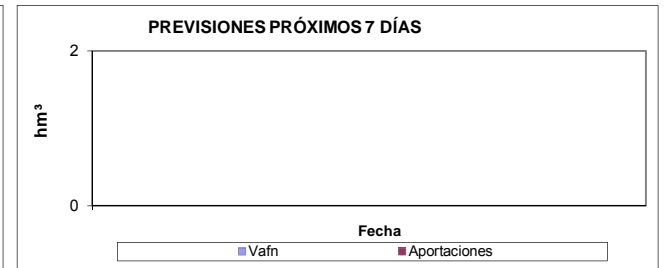 PREVISIONES PRÓXIMOS 7 DÍAS
2
hm³
0
Fecha
Vafn Aportaciones